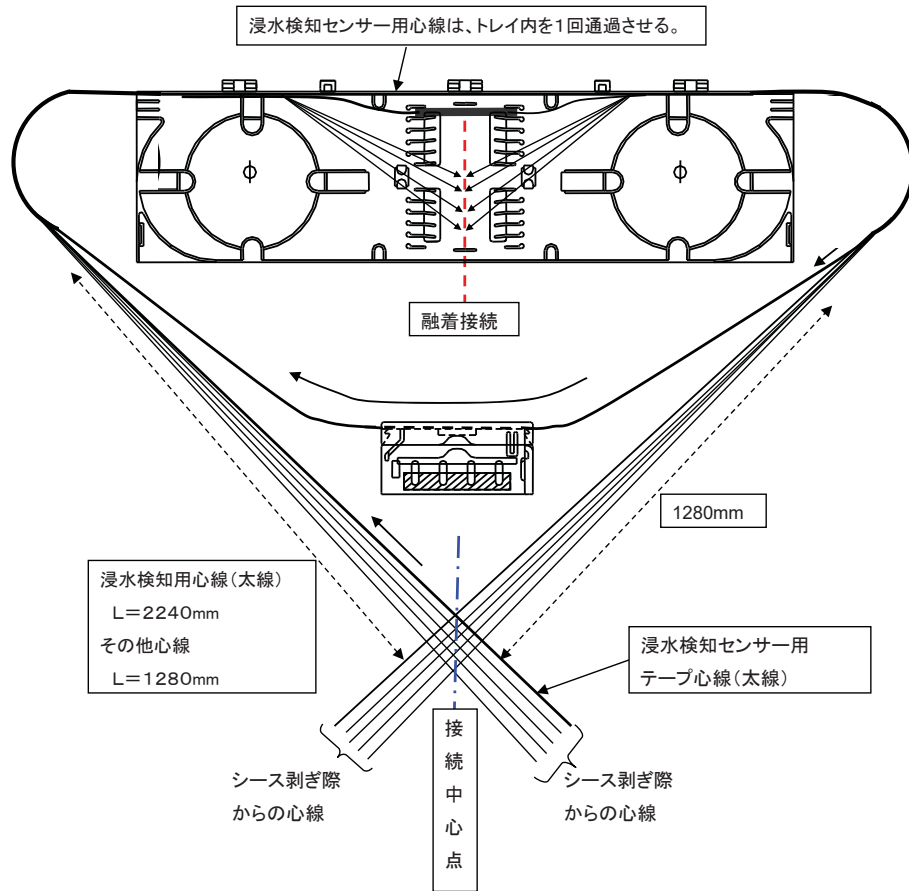 浸水検知センサー用心線は、トレイ内を１回通過させる。
融着接続
1280mm
浸水検知用心線（太線）
Ｌ＝2240mm
その他心線
Ｌ＝1280mm
浸水検知センサー用
テープ心線（太線）
シース剥ぎ際
からの心線
接続中心点
シース剥ぎ際
からの心線